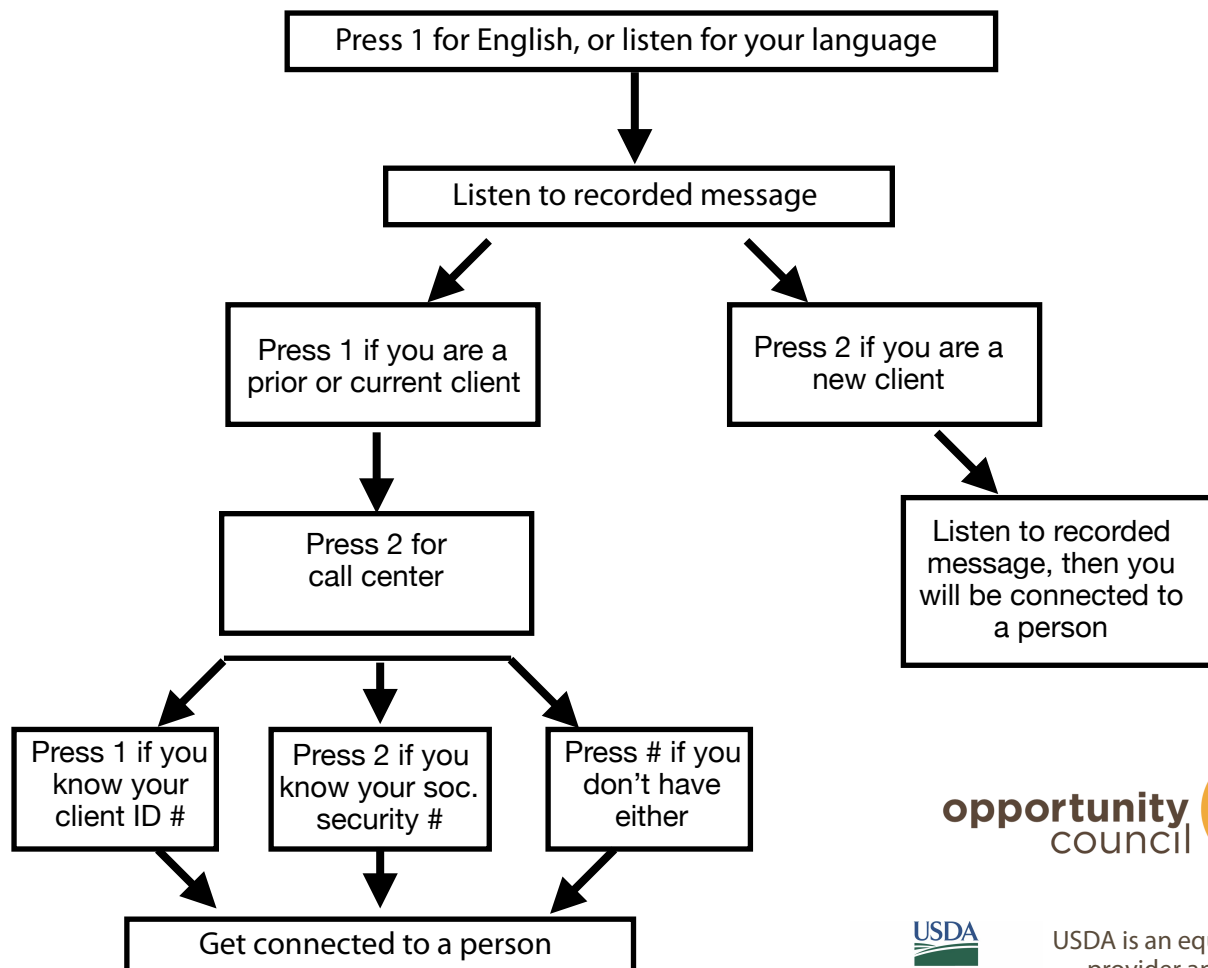 Press 1 for English, or listen for your language
Listen to recorded message
Press 1 if you are a
prior or current client
Press 2 if you are a
new client
Press 2 for
call center
Listen to recorded
message, then you
will be connected to
a person
Press 1 if you
know your
client ID #
Press 2 if you
know your soc.
security #
Press # if you
don't have
either
Get connected to a person
opportunity
council
USDA
USDA is an
provider